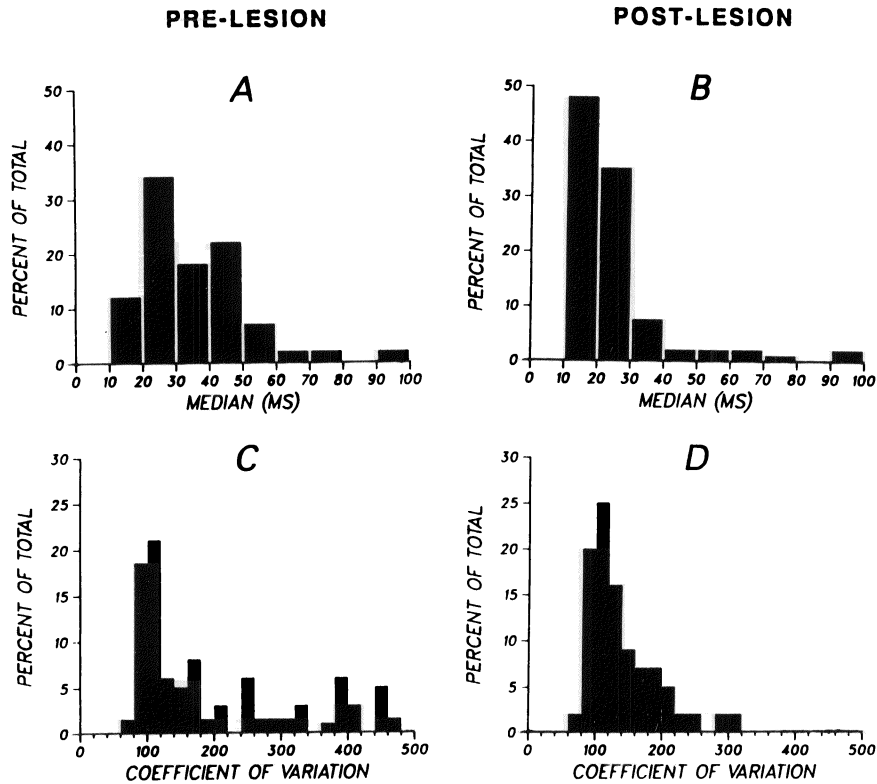 PRE-LESION
POST-LESION
A
B
50
40
30
20
10
0
PERCENT OF TOTAL
0 10 20 30 40 50 60 70 80 90 100
MEDIAN (MS)
50
40
30
20
10
0
PERCENT OF TOTAL
0 10 20 30 40 50 60 70 80 90 100
MEDIAN (MS)
C
D
30
25
20
15
10
5
0
PERCENT OF TOTAL
0 100 200 300 400 500
COEFFICIENT OF VARIATION
30
25
20
15
10
5
0
PERCENT OF TOTAL
0 100 200 300 400 500
COEFFICIENT OF VARIATION